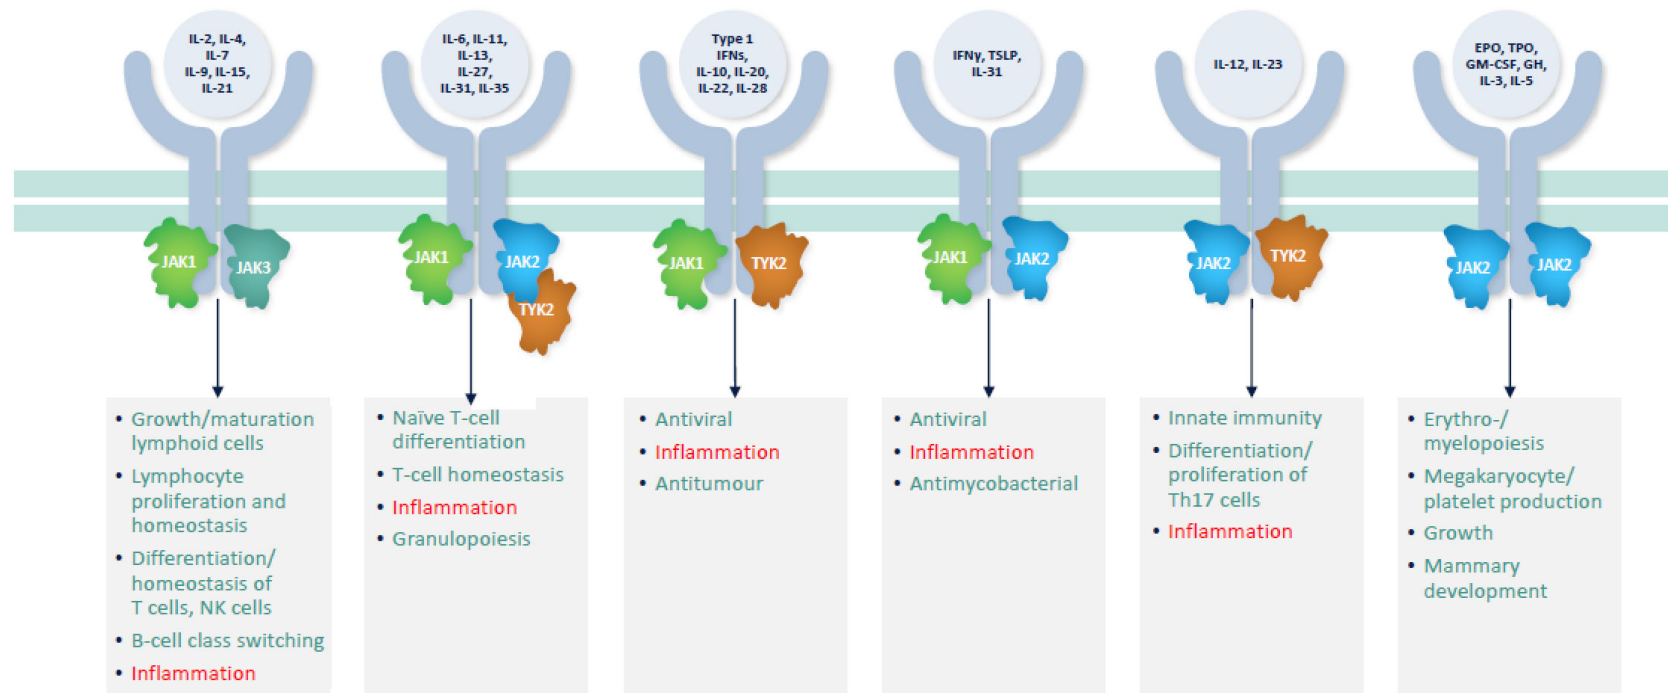 IL-2, IL-4,
IL-7
IL-9, IL-15,
IL-21
IL-6, IL-11,
IL-13,
IL-27,
IL-31, IL-35
Type 1
IFNs,
IL-10, IL-20,
IL-22, IL-28
IFNγ, TSLP,
IL-31
IL-12, IL-23
EPO, TPO,
GM-CSF, GH,
IL-3, IL-5
JAK1
JAK3
JAK1
JAK2
TYK2
JAK1
TYK2
JAK1
JAK2
JAK2
TYK2
JAK2
JAK2
• Growth/maturation
lymphoid cells
• Lymphocyte
proliferation and
homeostasis
• Differentiation/
homeostasis of
T cells, NK cells
• B-cell class switching
• Inflammation
• Naïve T-cell
differentiation
• T-cell homeostasis
• Inflammation
• Granulopoiesis
• Antiviral
• Inflammation
• Antitumour
• Antiviral
• Inflammation
• Antimycobacterial
• Innate immunity
• Differentiation/
proliferation of
Th17 cells
• Inflammation
• Erythro-/
myelopoiesis
• Megakaryocyte/
platelet production
• Growth
• Mammary
development